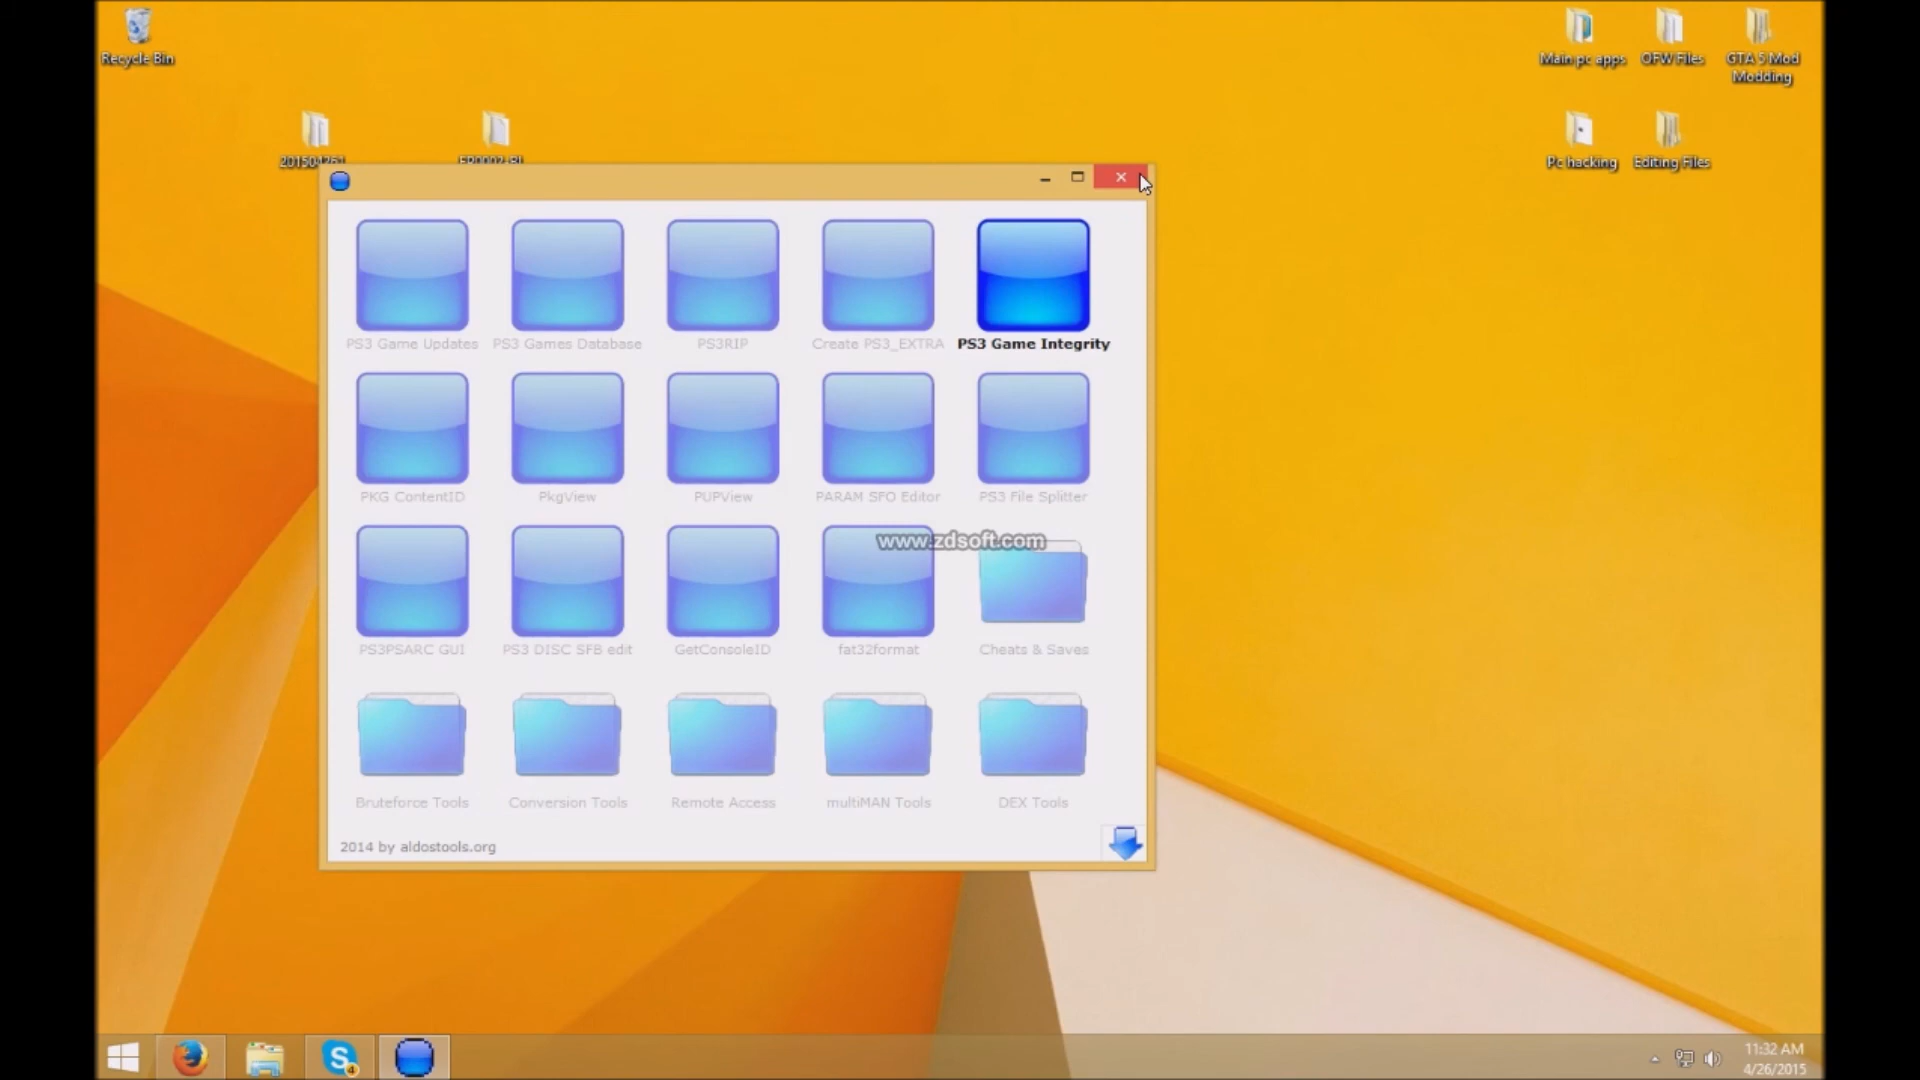 Recycle Bin
Main pc apps
OFW Files
GTA 5 Mod
Modding
Pc hacking
Editing Files
PS3 Game Updates
PS3 Games Database
PS3RIP
Create PS3_EXTRA
PS3 Game Integrity
PKG ContentID
PkgView
PUPView
PARAM SFO Editor
PS3 File Splitter
www.zdsoft.com
PS3PSARC GUI
PS3 DISC SFB edit
GetConsoleID
fat32format
Cheats & Saves
Bruteforce Tools
Conversion Tools
Remote Access
multiMAN Tools
DEX Tools
2014 by aldostools.org
4
11:32 AM
4/26/2015